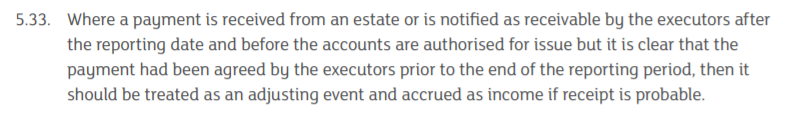 5.33. Where a payment is received from an estate or is notified as receivable by the executors after
the reporting date and before the accounts are authorised for issue but it is clear that the
payment had been agreed by the executors prior to the end of the reporting period, then it
should be treated as an adjusting event and accrued as income if receipt is probable.